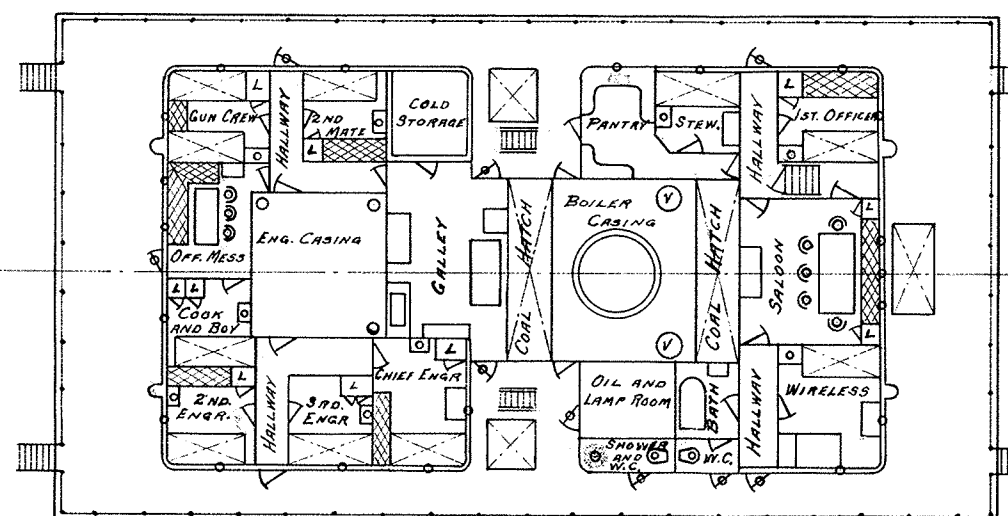 L
GUN CREW
HALLWAY
2ND
MATE
L
COLD
STORAGE
PANTRY
STEW.
HALLWAY
L
1ST. OFFICER
OFF. MESS
ENG. CASING
GALLEY
COAL HATCH
BOILER
CASING
V
V
COAL HATCH
SALOON
L
L
L L
COOK
AND BOY
L
2ND.
ENGR.
HALLWAY
L
3RD.
ENGR
CHIEF ENGR
L
OIL AND
LAMP ROOM
BATH
SHOWER
AND
W.C.
W.C.
HALLWAY
WIRELESS